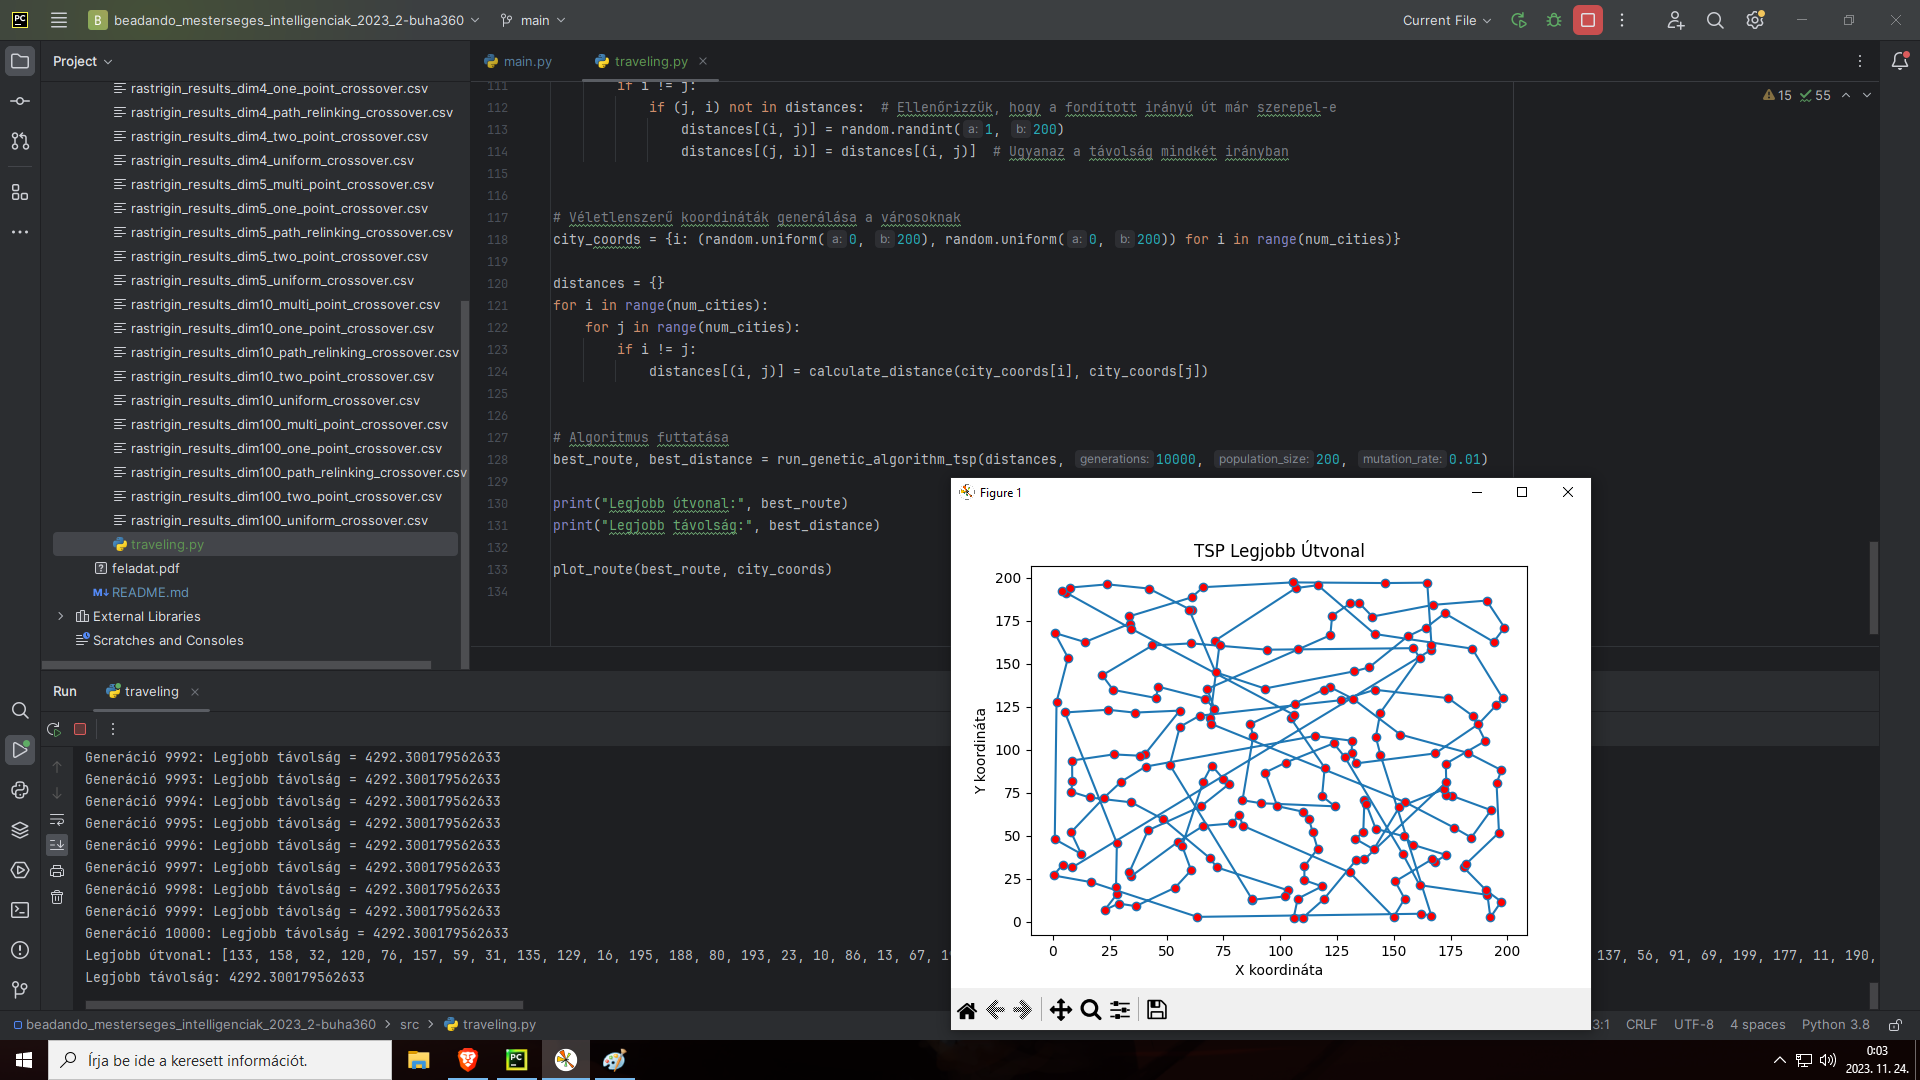 PC
B beadando_mesterseges_intelligenciak_2023_2-buha360 main Current File
Project
main.py traveling.py
rastrigin_results_dim4_one_point_crossover.csv
rastrigin_results_dim4_path_relinking_crossover.csv
rastrigin_results_dim4_two_point_crossover.csv
rastrigin_results_dim4_uniform_crossover.csv
rastrigin_results_dim5_multi_point_crossover.csv
rastrigin_results_dim5_one_point_crossover.csv
rastrigin_results_dim5_path_relinking_crossover.csv
rastrigin_results_dim5_two_point_crossover.csv
rastrigin_results_dim5_uniform_crossover.csv
rastrigin_results_dim10_multi_point_crossover.csv
rastrigin_results_dim10_one_point_crossover.csv
rastrigin_results_dim10_path_relinking_crossover.csv
rastrigin_results_dim10_two_point_crossover.csv
rastrigin_results_dim10_uniform_crossover.csv
rastrigin_results_dim100_multi_point_crossover.csv
rastrigin_results_dim100_one_point_crossover.csv
rastrigin_results_dim100_path_relinking_crossover.csv
rastrigin_results_dim100_two_point_crossover.csv
rastrigin_results_dim100_uniform_crossover.csv
traveling.py
feladat.pdf
M↓ README.md
External Libraries
Scratches and Consoles
15 55
111 if i != j:
112 if (j, i) not in distances: # Ellenőrizzük, hogy a fordított irányú út már szerepel-e
113 distances[(i, j)] = random.randint( a: 1, b: 200)
114 distances[(j, i)] = distances[(i, j)] # Ugyanaz a távolság mindkét irányban
115
116
117 # Véletlenszerű koordináták generálása a városoknak
118 city_coords = {i: (random.uniform( a: 0, b: 200), random.uniform( a: 0, b: 200)) for i in range(num_cities)}
119
120 distances = {}
121 for i in range(num_cities):
122 for j in range(num_cities):
123 if i != j:
124 distances[(i, j)] = calculate_distance(city_coords[i], city_coords[j])
125
126
127 # Algoritmus futtatása
128 best_route, best_distance = run_genetic_algorithm_tsp(distances, generations: 10000, population_size: 200, mutation_rate: 0.01)
129
130 print("Legjobb útvonal:", best_route)
131 print("Legjobb távolság:", best_distance)
132
133 plot_route(best_route, city_coords)
134
Figure 1
TSP Legjobb Útvonal
200
175
150
125
100
75
50
25
0
Y koordináta
0 25 50 75 100 125 150 175 200
X koordináta
Run traveling
Generáció 9992: Legjobb távolság = 4292.300179562633
Generáció 9993: Legjobb távolság = 4292.300179562633
Generáció 9994: Legjobb távolság = 4292.300179562633
Generáció 9995: Legjobb távolság = 4292.300179562633
Generáció 9996: Legjobb távolság = 4292.300179562633
Generáció 9997: Legjobb távolság = 4292.300179562633
Generáció 9998: Legjobb távolság = 4292.300179562633
Generáció 9999: Legjobb távolság = 4292.300179562633
Generáció 10000: Legjobb távolság = 4292.300179562633
Legjobb útvonal: [133, 158, 32, 120, 76, 157, 59, 31, 135, 129, 16, 195, 188, 80, 193, 23, 10, 86, 13, 67, 137, 56, 91, 69, 199, 177, 11, 190,
Legjobb távolság: 4292.300179562633
beadando_mesterseges_intelligenciak_2023_2-buha360 src traveling.py 3:1 CRLF UTF-8 4 spaces Python 3.8
Írja be ide a keresett információt.
PC
0:03
2023. 11. 24.